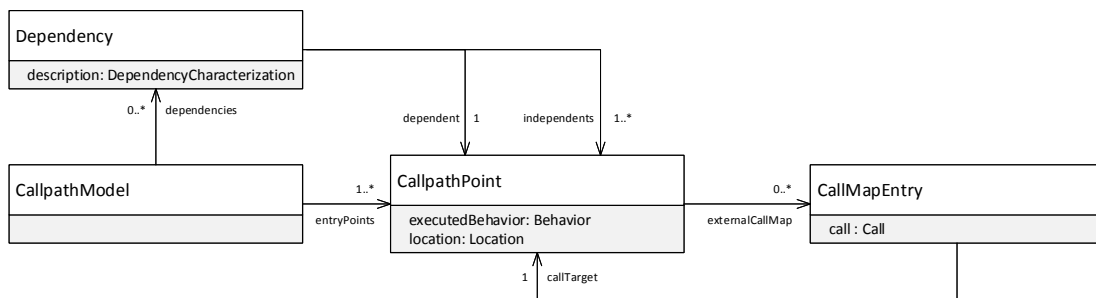 Dependency
description: DependencyCharacterization
0..* dependencies
dependent 1
independents 1..*
CallpathModel
1..*
entryPoints
CallpathPoint
executedBehavior: Behavior
location: Location
0..*
externalCallMap
CallMapEntry
call : Call
1 callTarget